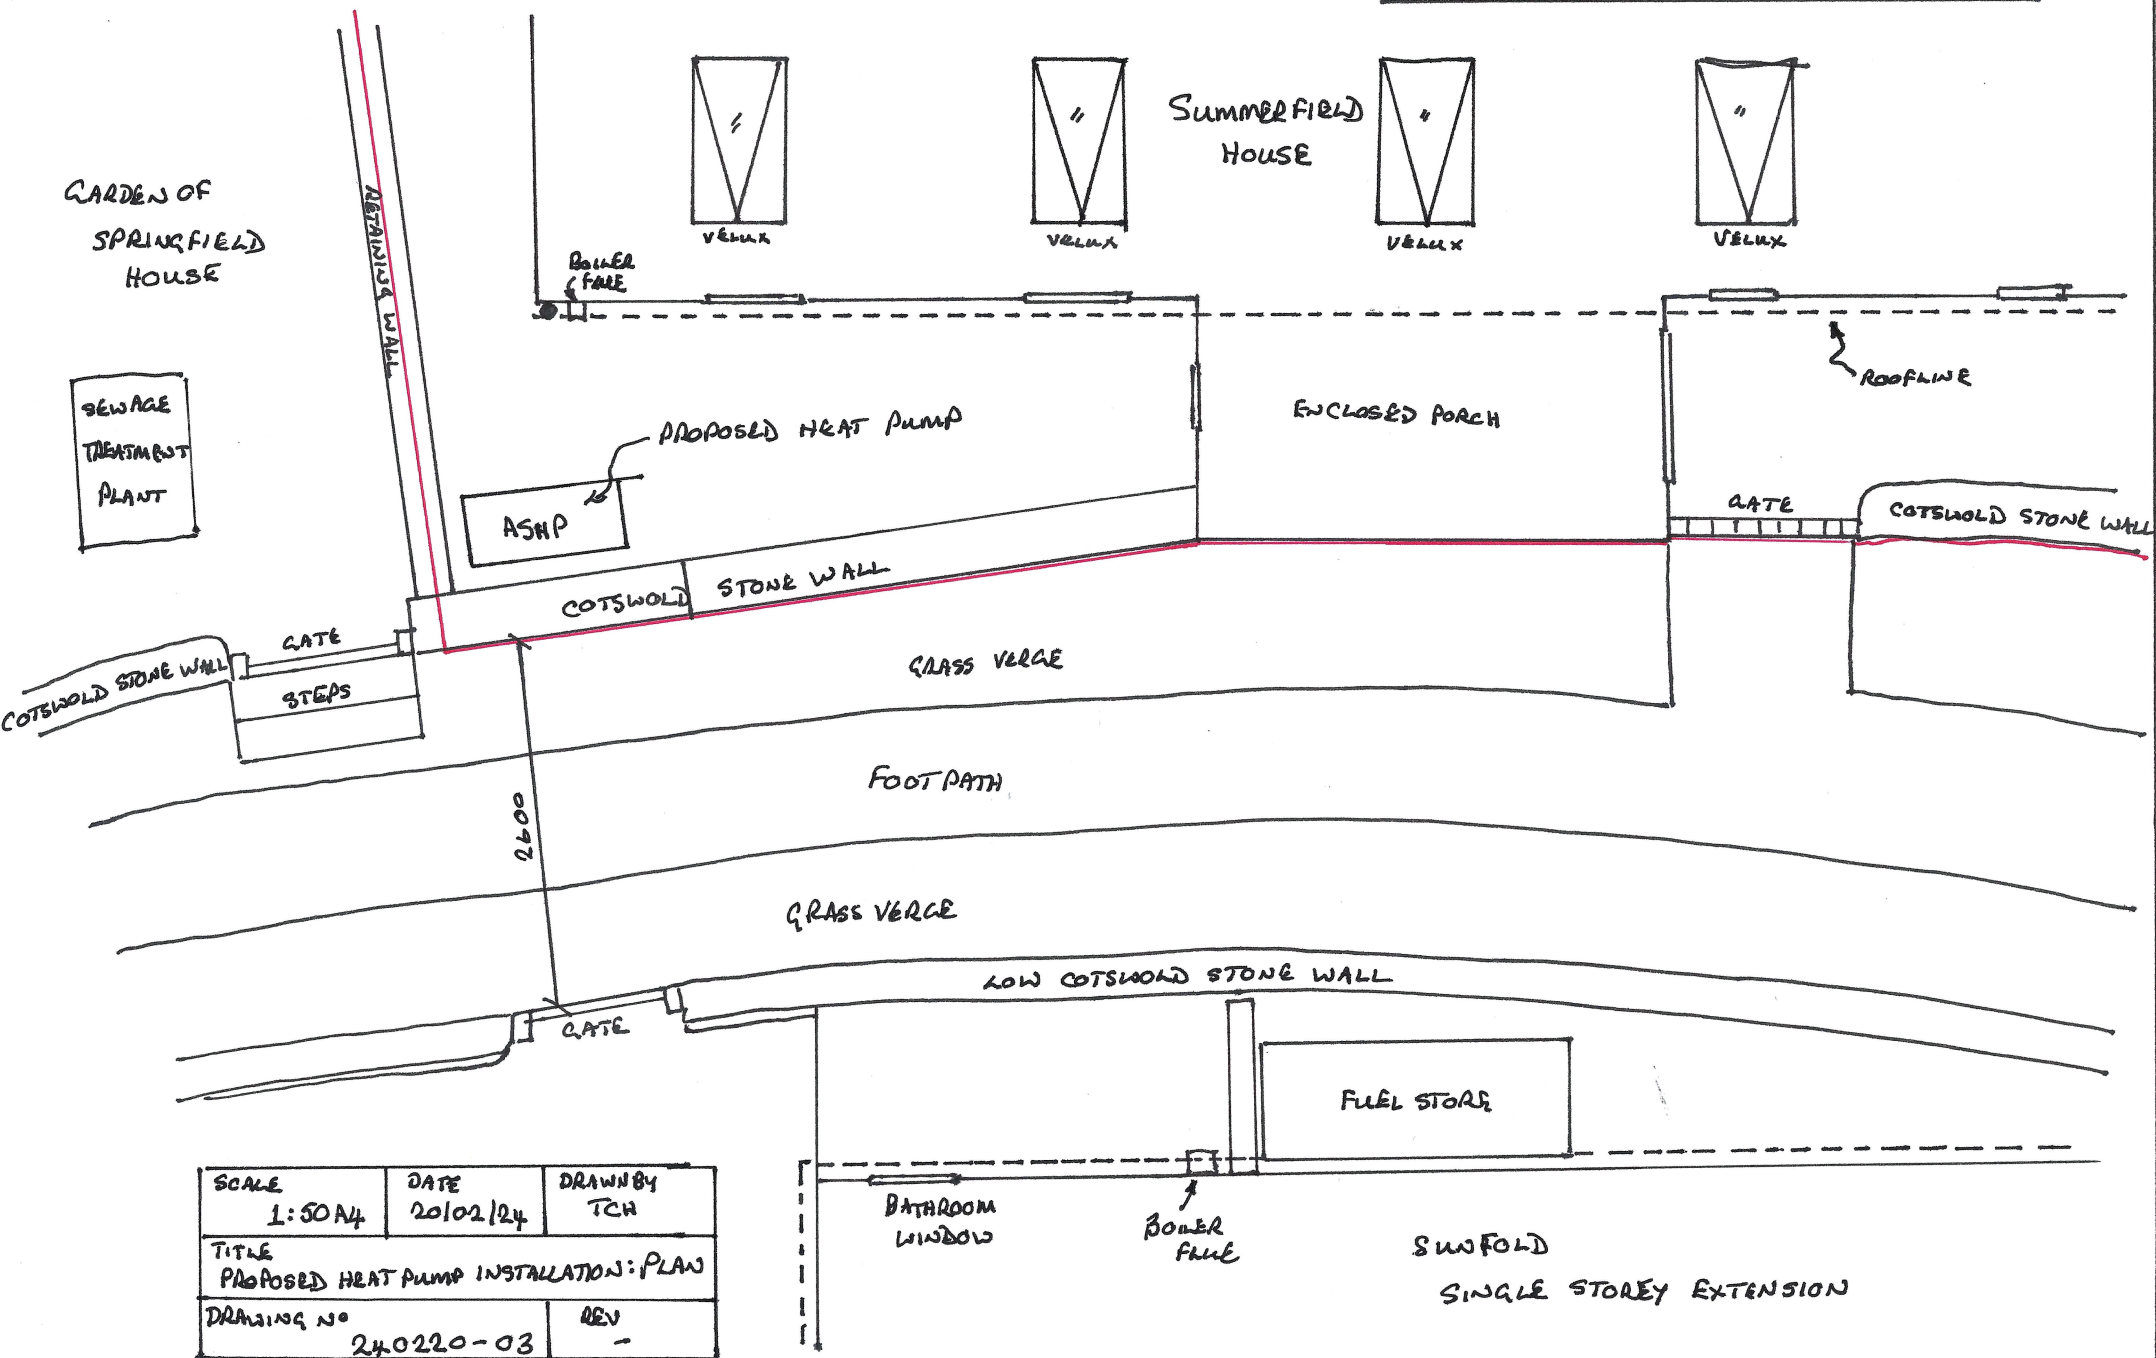 SUMMERFIELD
HOUSE
GARDEN OF
SPRINGFIELD
HOUSE
RETAINING WALL
VELUX
VELUX
VELUX
VELUX
BOILER
FLUE
ROOFLINE
SEWAGE
TREATMENT
PLANT
PROPOSED HEAT PUMP
ENCLOSED PORCH
ASHP
GATE
COTSWOLD STONE WALL
COTSWOLD STONE WALL
GATE
COTSWOLD STONE WALL
STEPS
GRASS VERGE
FOOTPATH
2600
GRASS VERGE
LOW COTSWOLD STONE WALL
GATE
FUEL STORE
BATHROOM
WINDOW
BOILER
FLUE
SUNFOLD
SINGLE STOREY EXTENSION
SCALE
1:50 A4
DATE
20/02/24
DRAWN BY
TCH
TITLE
PROPOSED HEAT PUMP INSTALLATION: PLAN
DRAWING No
240220-03
REV
-